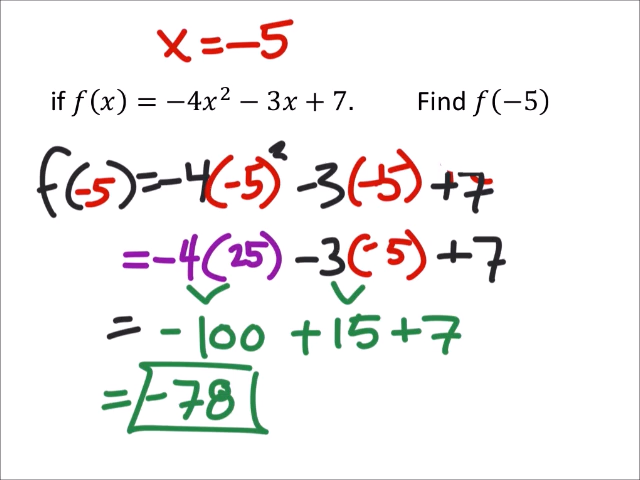 x = -5
if f(x) = −4x² − 3x + 7. Find f(−5)
f(-5) = -4(-5)² -3(-5) +7
= -4(25) -3(-5) +7
= -100 +15 +7
= -78